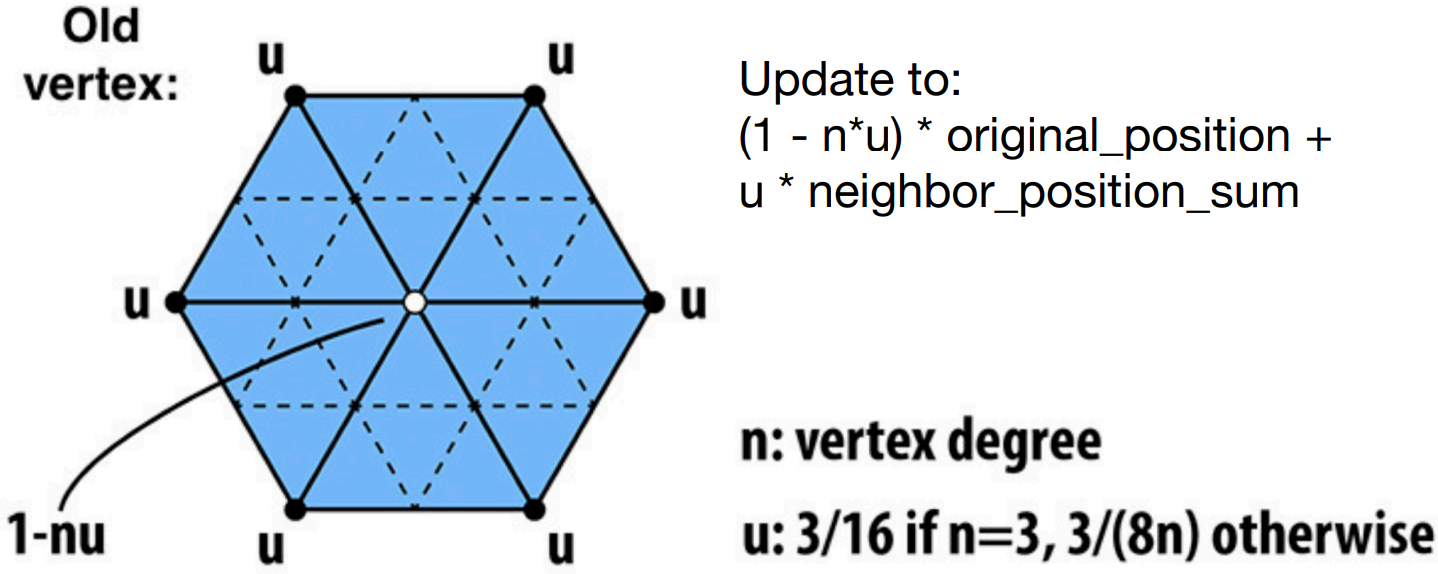 Old
vertex:
u
u
u
u
1-nu
u
u
Update to:
(1 - n*u) * original_position +
u * neighbor_position_sum
n: vertex degree
u: 3/16 if n=3, 3/(8n) otherwise